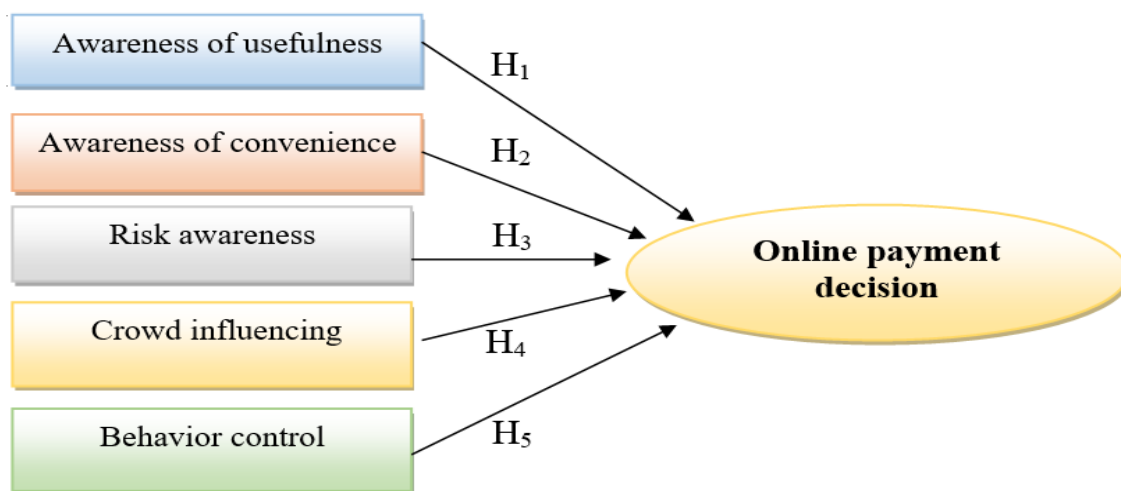 Awareness of usefulness
H₁
Awareness of convenience
H₂
Risk awareness
H₃
Online payment
decision
Crowd influencing
H₄
Behavior control
H₅